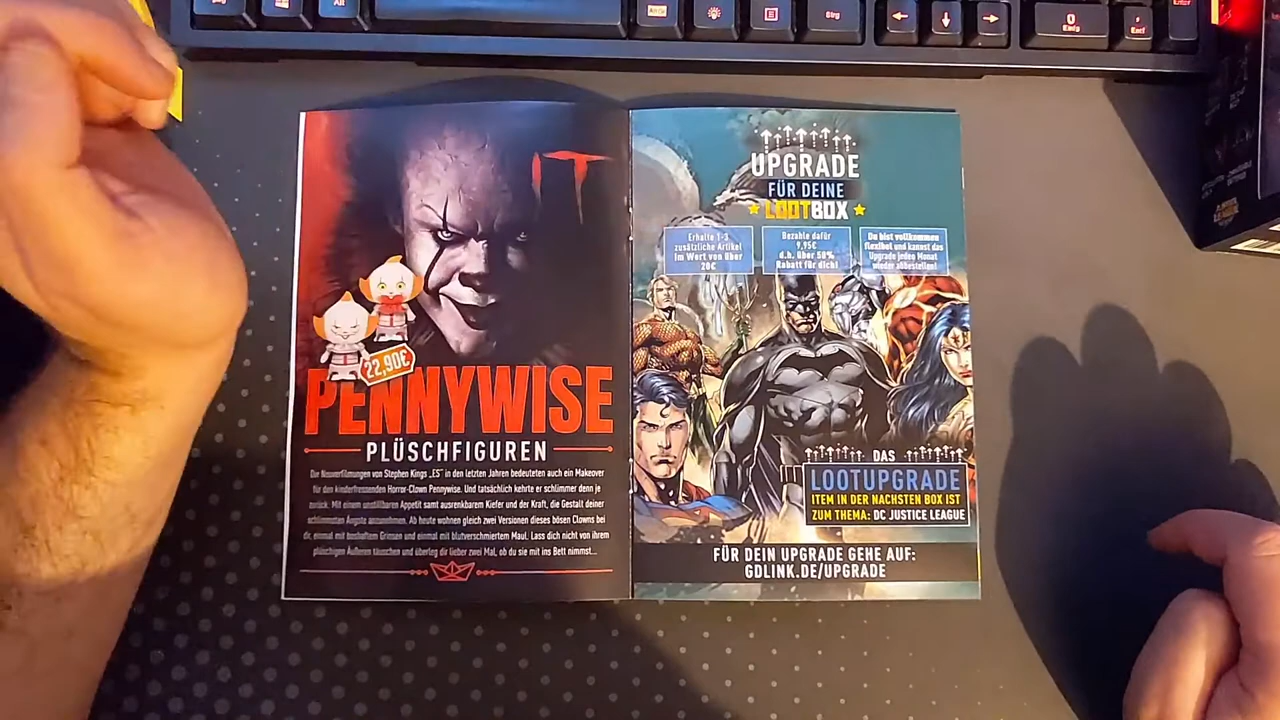 Alt
AltGr
Strg
0
Einfg
Entf
Enter
IT
22,90€
PENNYWISE
PLÜSCHFIGUREN
Die Neuverfilmungen von Stephen Kings „ES" in den letzten Jahren bedeuteten auch ein Makeover
für den kinderfressenden Horror-Clown Pennywise. Und tatsächlich kehrte er schlimmer denn je
zurück. Mit einem unstillbaren Appetit samt ausrenkbarem Kiefer und der Kraft, die Gestalt deiner
schlimmsten Ängste anzunehmen. Ab heute wohnen gleich zwei Versionen dieses bösen Clowns bei
dir, einmal mit boshaftem Grinsen und einmal mit blutverschmiertem Maul. Lass dich nicht von ihrem
plüschigen Äußeren täuschen und überleg dir lieber zwei Mal, ob du sie mit ins Bett nimmst...
UPGRADE
FÜR DEINE
LOOTBOX
Erhalte 1-3
zusätzliche Artikel
im Wert von über
20€
Bezahle dafür
9,95€
d.h. über 50%
Rabatt für dich!
Du bist vollkommen
flexibel und kannst das
Upgrade jeden Monat
wieder abbestellen!
DAS
LOOTUPGRADE
ITEM IN DER NÄCHSTEN BOX IST
ZUM THEMA: DC JUSTICE LEAGUE
FÜR DEIN UPGRADE GEHE AUF:
GDLINK.DE/UPGRADE